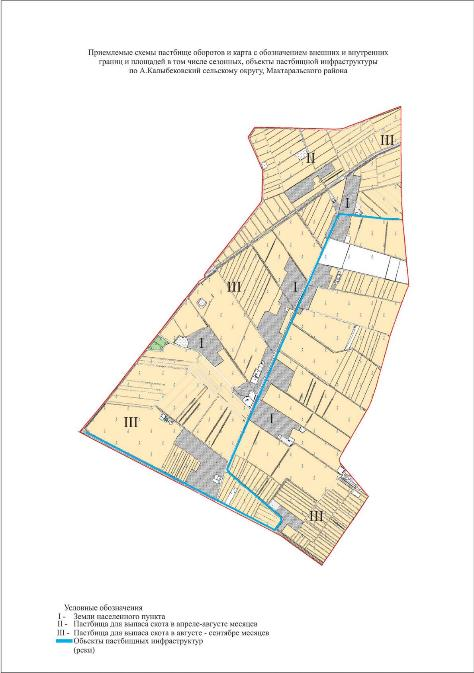 Приемлемые схемы пастбище оборотов и карта с обозначением внешних и внутренних
границ и площадей в том числе сезонных, объекты пастбищной инфраструктуры
по А.Калыбековский сельскому округу, Мактаральского района
III
II
I
III
I
I
III
I
III
Условные обозначения
I - Земли населенного пункта
II - Пастбища для выпаса скота в апреле-августе месяцев
III - Пастбища для выпаса скота в августе - сентябре месяцев
Объекты пастбищных инфраструктур
(реки)